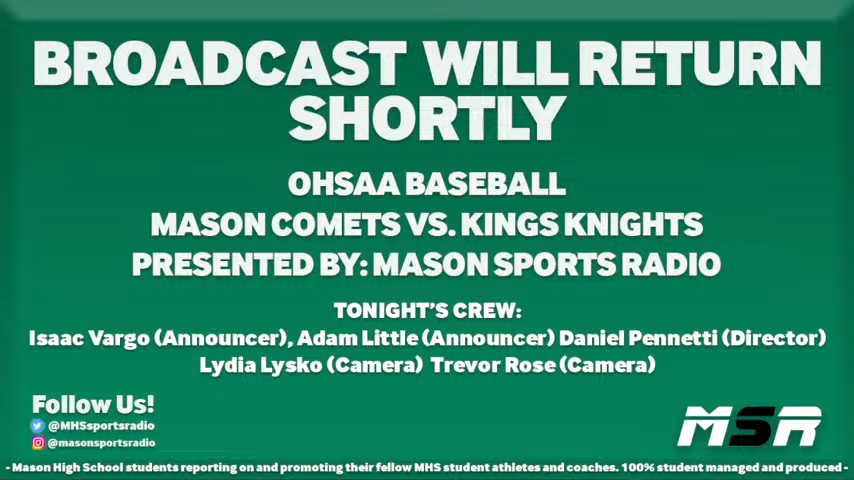 BROADCAST WILL RETURN
SHORTLY
OHSAA BASEBALL
MASON COMETS VS. KINGS KNIGHTS
PRESENTED BY: MASON SPORTS RADIO
TONIGHT'S CREW:
Isaac Vargo (Announcer), Adam Little (Announcer) Daniel Pennetti (Director)
Lydia Lysko (Camera) Trevor Rose (Camera)
Follow Us!
@MHSsportsradio
@masonsportsradio
MSR
- Mason High School students reporting on and promoting their fellow MHS student athletes and coaches. 100% student managed and produced -